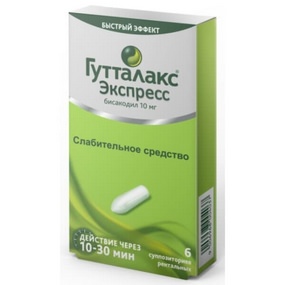 БЫСТРЫЙ ЭФФЕКТ
Гутталакс®
Экспресс
бисакодил 10 мг
Слабительное средство
ДЕЙСТВИЕ ЧЕРЕЗ
10-30 МИН
6
суппозиториев
ректальных